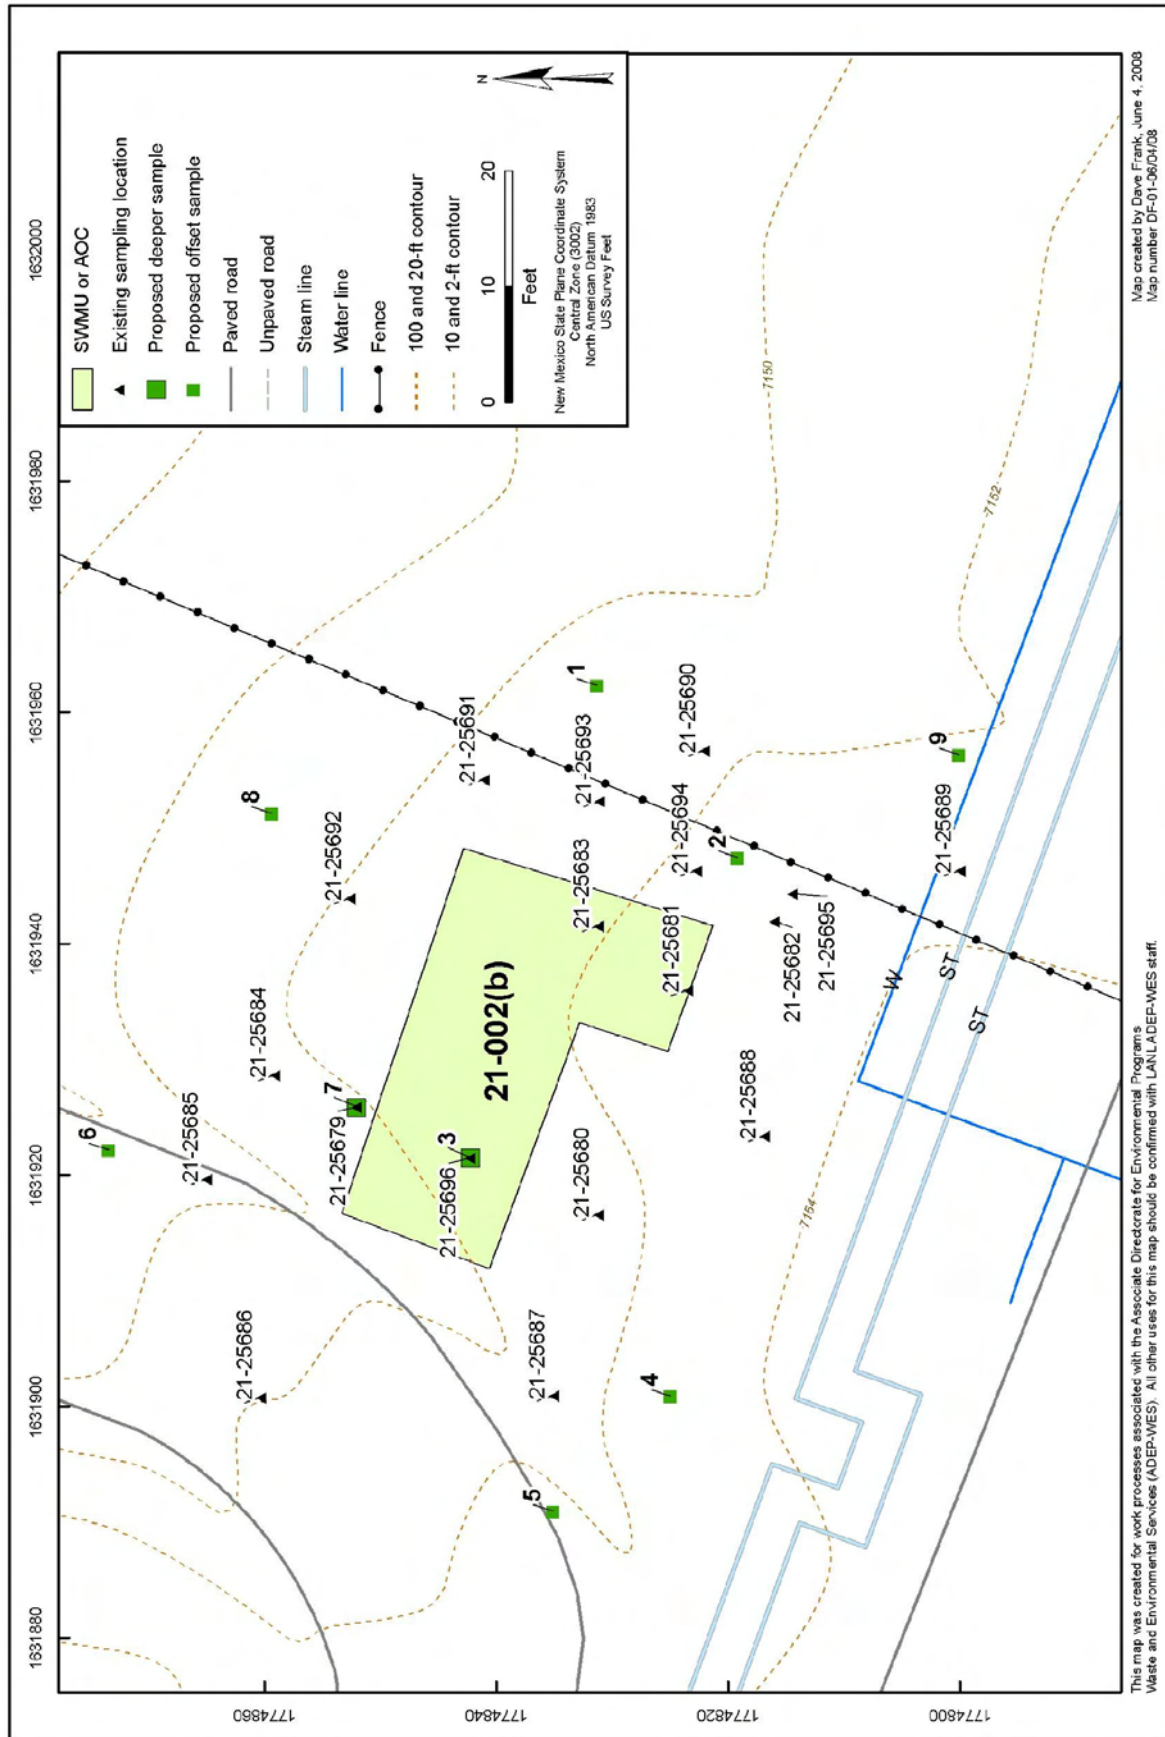 1631880
1631900
1631920
1631940
1631960
1631980
1632000
1774860
1774840
1774820
1774800
SWMU or AOC
Existing sampling location
Proposed deeper sample
Proposed offset sample
Paved road
Unpaved road
Steam line
Water line
Fence
100 and 20-ft contour
10 and 2-ft contour
N
0 10 20
Feet
New Mexico State Plane Coordinate System
Central Zone (3002)
North American Datum 1983
US Survey Feet
6
21-25685
21-25686
21-25684
8
21-25692
21-25679
7
21-25696
3
21-002(b)
21-25691
5
21-25687
21-25680
21-25683
21-25693
1
4
21-25681
21-25694
21-25690
2
21-25688
21-25682
21-25695
21-25689
9
W
ST
ST
7150
7152
7154
This map was created for work processes associated with the Associate Directorate for Environmental Programs
Waste and Environmental Services (ADEP-WES). All other uses for this map should be confirmed with LANL ADEP-WES staff.
Map created by Dave Frank, June 4, 2008
Map number DF-01-06/04/08